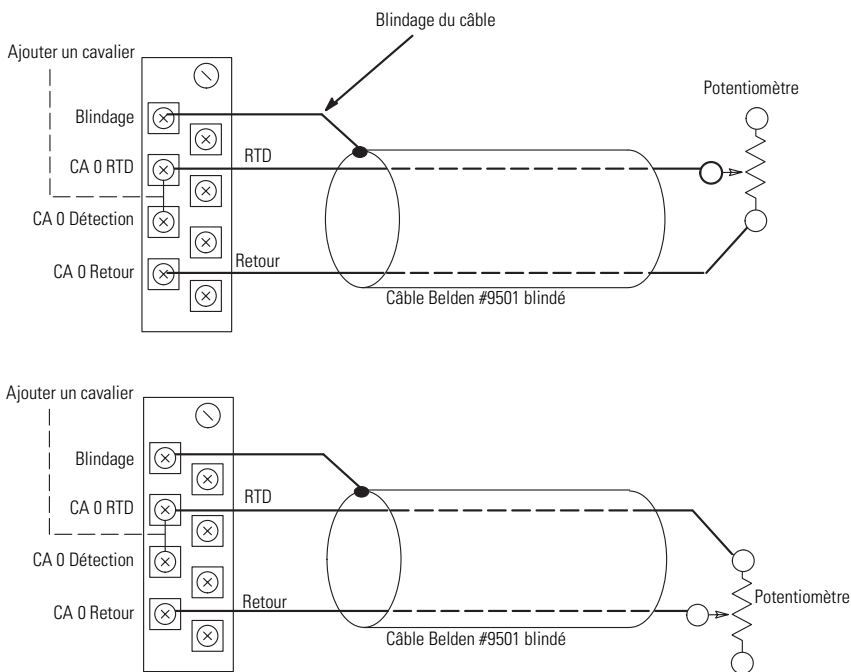 Blindage du câble
Ajouter un cavalier
Potentiomètre
Blindage
CA 0 RTD
RTD
CA 0 Détection
CA 0 Retour
Retour
Câble Belden #9501 blindé
Ajouter un cavalier
Blindage
CA 0 RTD
RTD
CA 0 Détection
Potentiomètre
CA 0 Retour
Retour
Câble Belden #9501 blindé